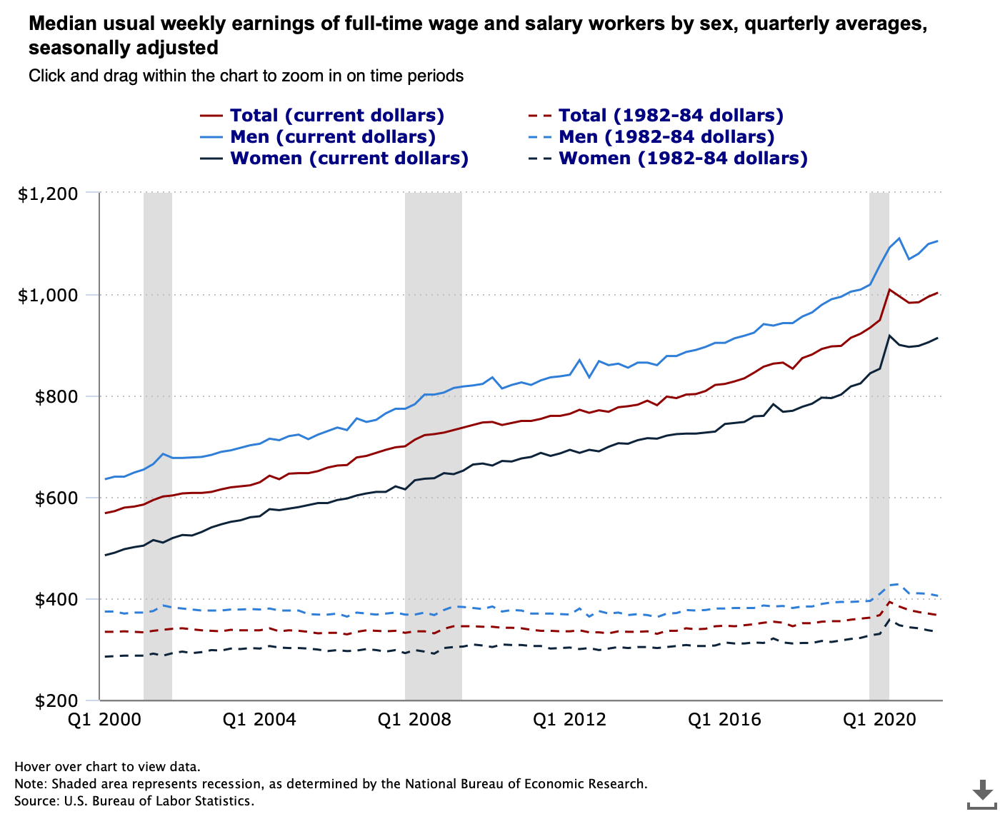 Median usual weekly earnings of full-time wage and salary workers by sex, quarterly averages,
seasonally adjusted
Click and drag within the chart to zoom in on time periods
Total (current dollars) Total (1982-84 dollars)
Men (current dollars) Men (1982-84 dollars)
Women (current dollars) Women (1982-84 dollars)
$1,200
$1,000
$800
$600
$400
$200
Q1 2000 Q1 2004 Q1 2008 Q1 2012 Q1 2016 Q1 2020
Hover over chart to view data.
Note: Shaded area represents recession, as determined by the National Bureau of Economic Research.
Source: U.S. Bureau of Labor Statistics.